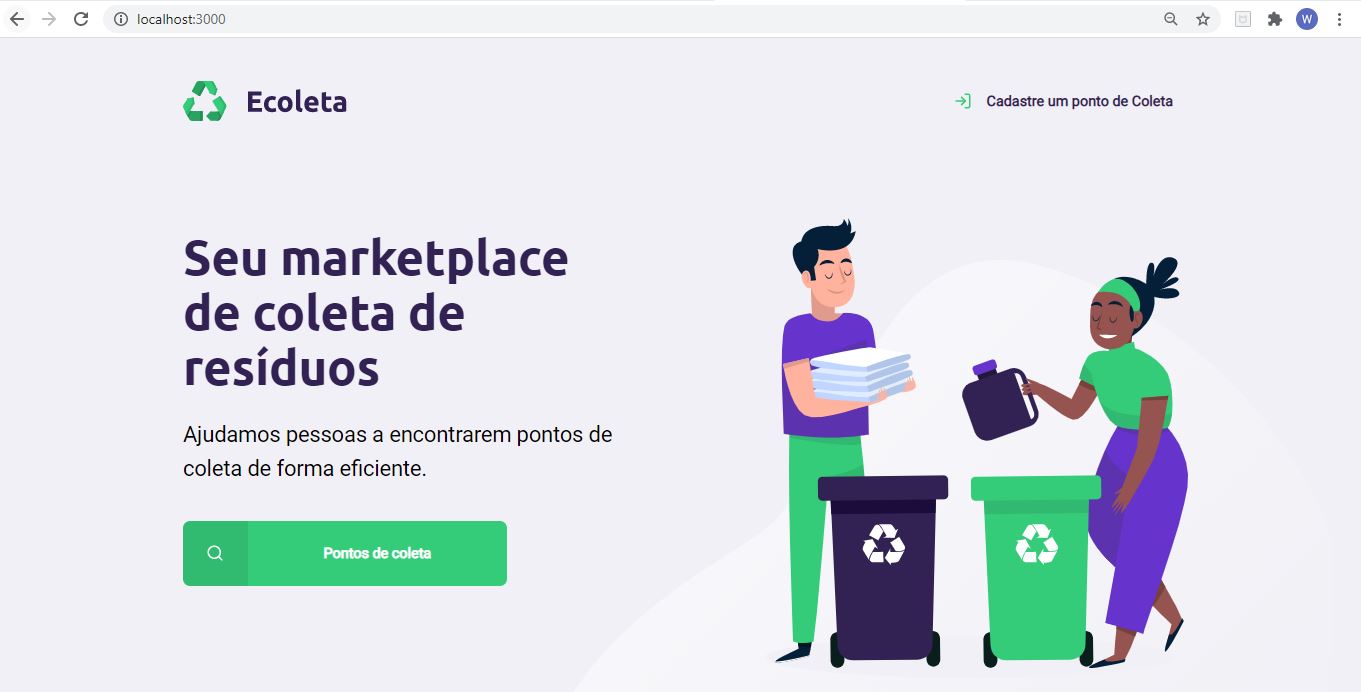 localhost:3000
W
Ecoleta
Cadastre um ponto de Coleta
Seu marketplace
de coleta de
resíduos
Ajudamos pessoas a encontrarem pontos de
coleta de forma eficiente.
Pontos de coleta